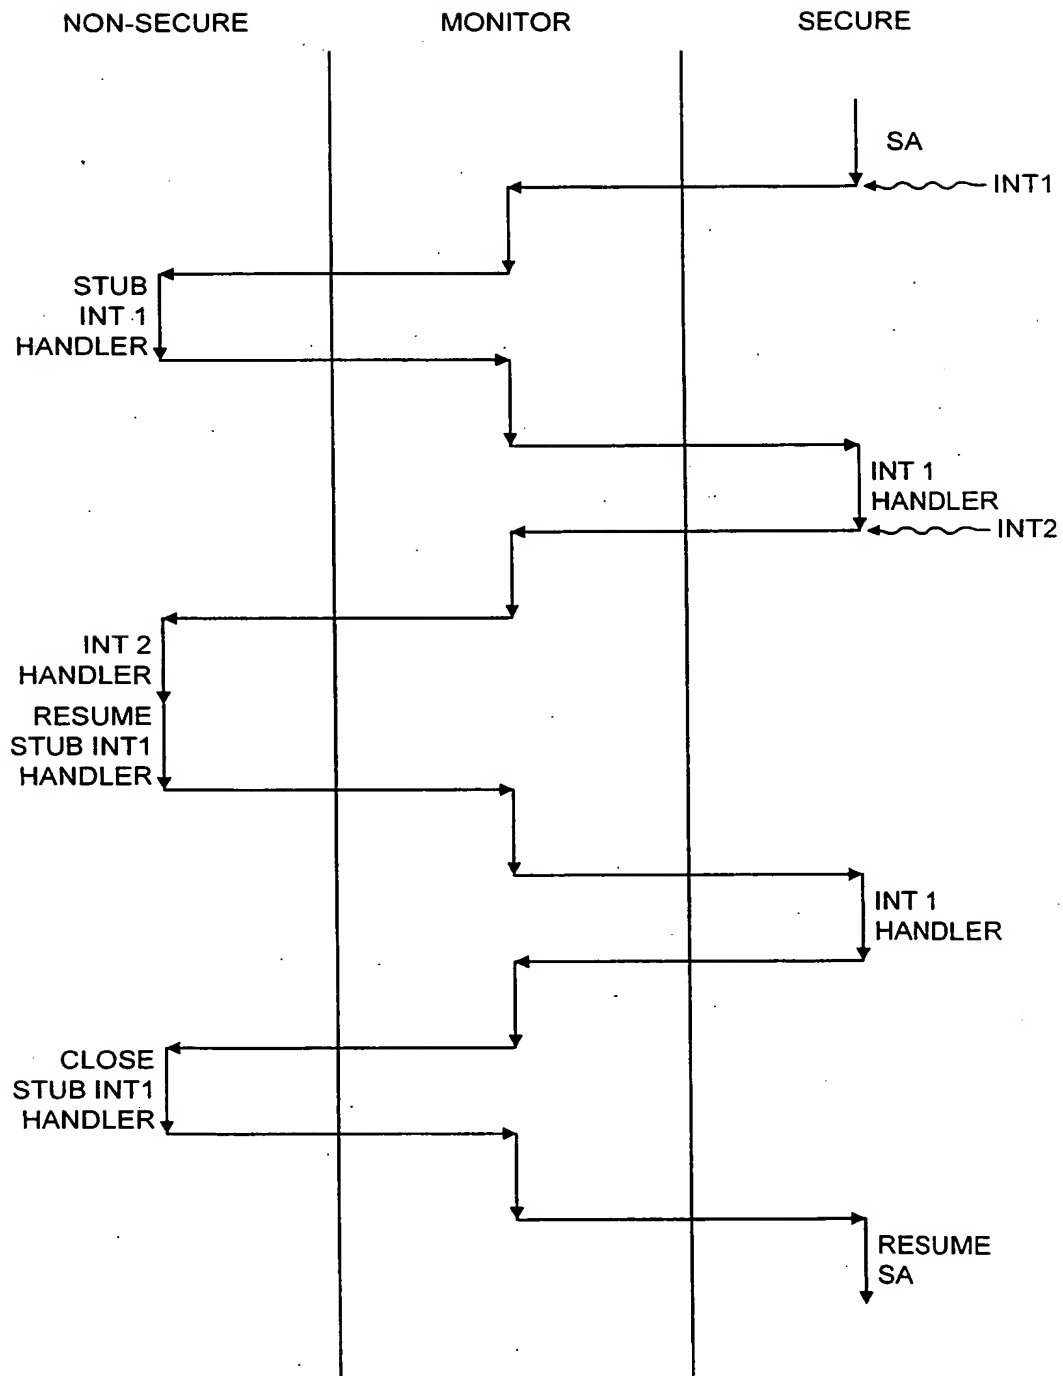 NON-SECURE
MONITOR
SECURE
SA
INT1
STUB
INT 1
HANDLER
INT 1
HANDLER
INT2
INT 2
HANDLER
RESUME
STUB INT1
HANDLER
INT 1
HANDLER
CLOSE
STUB INT1
HANDLER
RESUME
SA